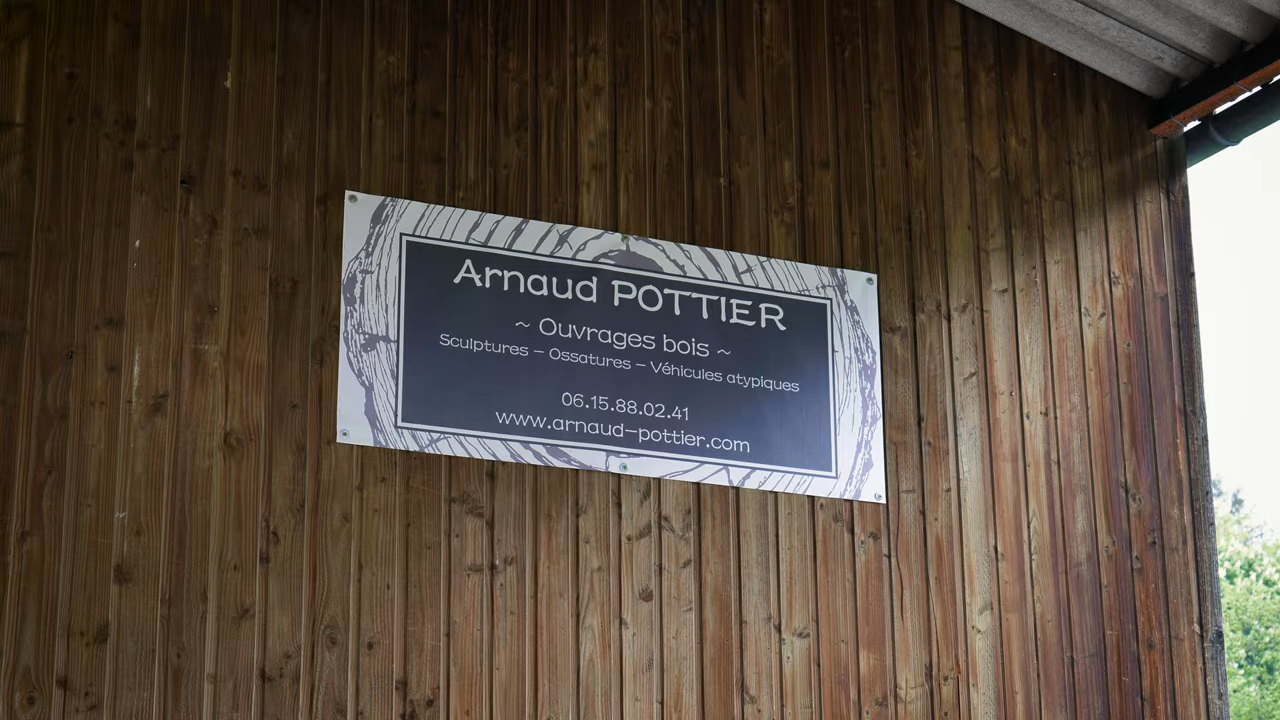 Arnaud POTTIER
~ Ouvrages bois ~
Sculptures – Ossatures – Véhicules atypiques
06.15.88.02.41
www.arnaud-pottier.com